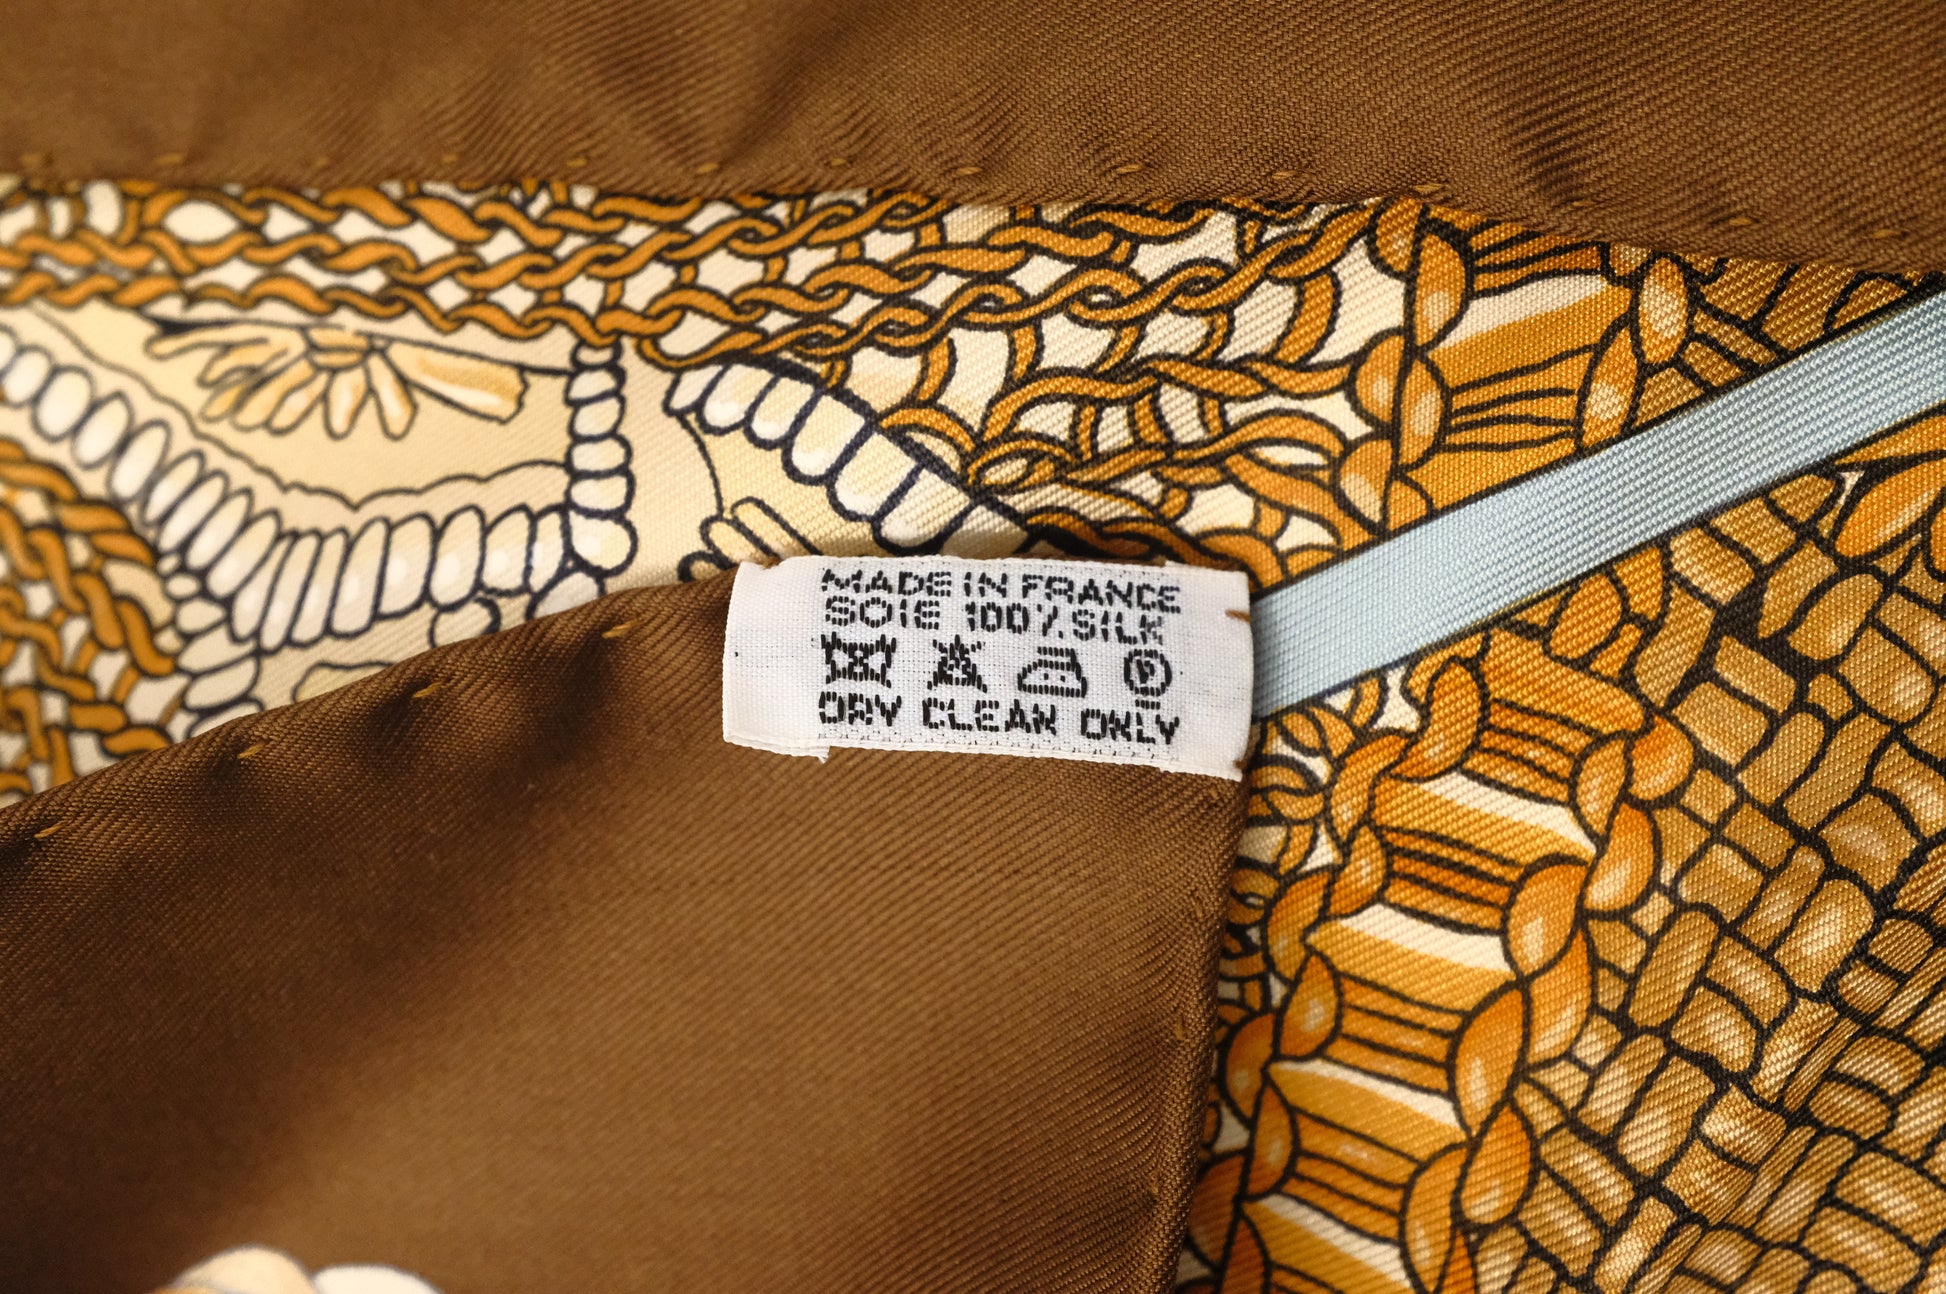 MADE IN FRANCE
SOIE 100% SILK
P
DRY CLEAN ONLY